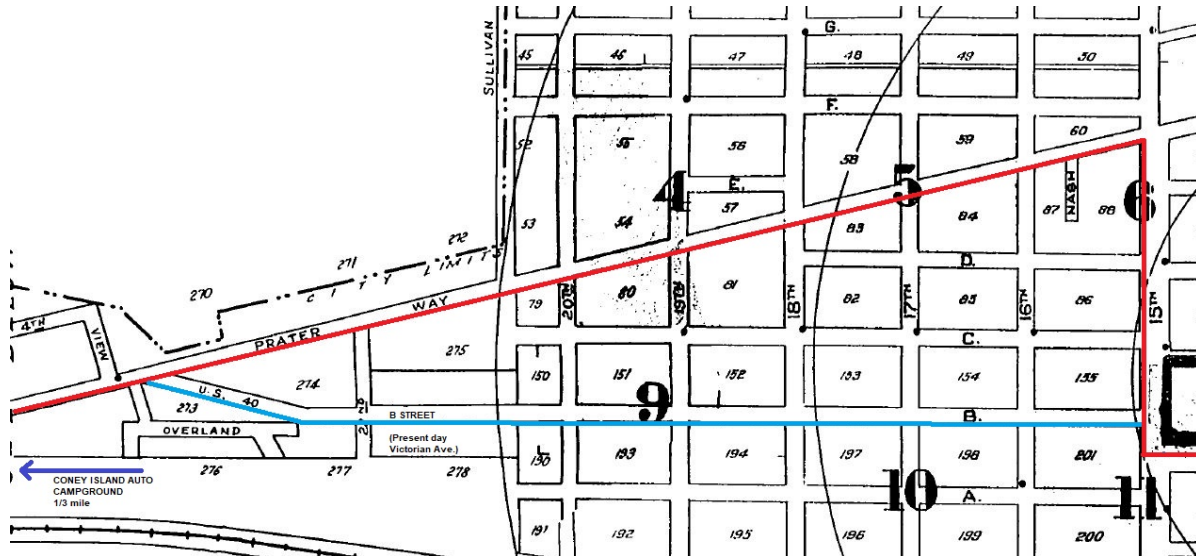 G.
SULLIVAN
45 46 47 48 49 50
F.
52 55 56 58 59 60
E.
4
53 54 57 83 84 87 NASH 88 6
272
271
CITY LIMITS
270
D.
79 80 81 82 85 86
20TH 19TH 18TH 17TH 16TH 15TH
PRATER WAY
4TH
VIEW
C.
275
150 151 152 153 154 155
274
U.S. 40
273
9
B STREET
B.
OVERLAND
(Present day
Victorian Ave.)
190 193 194 197 198 201
276 277 278
CONEY ISLAND AUTO
CAMPGROUND
1/3 mile
10
A.
11
191 192 195 196 199 200